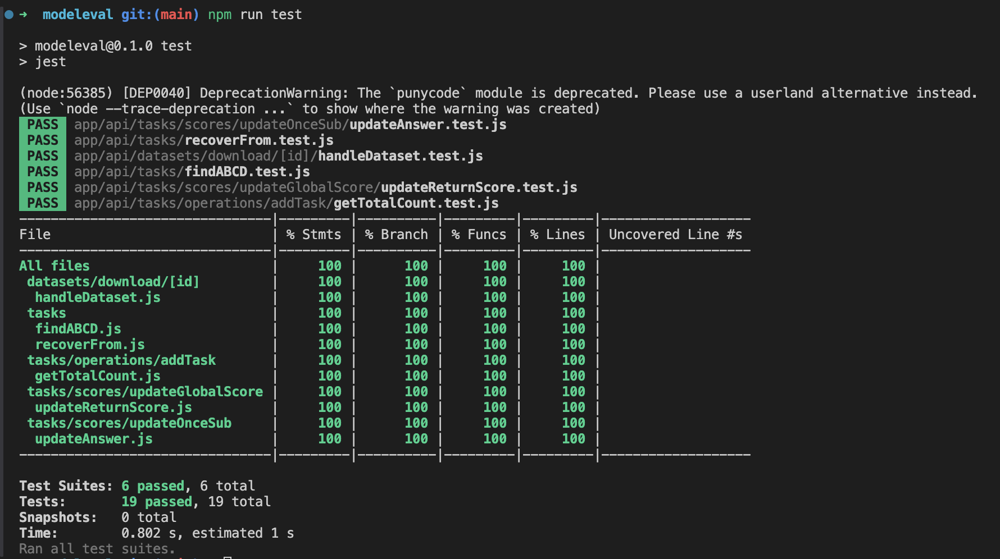 ➜ modeleval git:(main) npm run test
> modeleval@0.1.0 test
> jest
(node:56385) [DEP0040] DeprecationWarning: The `punycode` module is deprecated. Please use a userland alternative instead.
(Use `node --trace-deprecation ...` to show where the warning was created)
PASS app/api/tasks/scores/updateOnceSub/updateAnswer.test.js
PASS app/api/tasks/recoverFrom.test.js
PASS app/api/datasets/download/[id]/handleDataset.test.js
PASS app/api/tasks/findABCD.test.js
PASS app/api/tasks/scores/updateGlobalScore/updateReturnScore.test.js
PASS app/api/tasks/operations/addTask/getTotalCount.test.js
--------------------------------|---------|----------|---------|---------|-------------------
File | % Stmts | % Branch | % Funcs | % Lines | Uncovered Line #s
--------------------------------|---------|----------|---------|---------|-------------------
All files | 100 | 100 | 100 | 100 |
datasets/download/[id] | 100 | 100 | 100 | 100 |
handleDataset.js | 100 | 100 | 100 | 100 |
tasks | 100 | 100 | 100 | 100 |
findABCD.js | 100 | 100 | 100 | 100 |
recoverFrom.js | 100 | 100 | 100 | 100 |
tasks/operations/addTask | 100 | 100 | 100 | 100 |
getTotalCount.js | 100 | 100 | 100 | 100 |
tasks/scores/updateGlobalScore | 100 | 100 | 100 | 100 |
updateReturnScore.js | 100 | 100 | 100 | 100 |
tasks/scores/updateOnceSub | 100 | 100 | 100 | 100 |
updateAnswer.js | 100 | 100 | 100 | 100 |
--------------------------------|---------|----------|---------|---------|-------------------
Test Suites: 6 passed, 6 total
Tests: 19 passed, 19 total
Snapshots: 0 total
Time: 0.802 s, estimated 1 s
Ran all test suites.